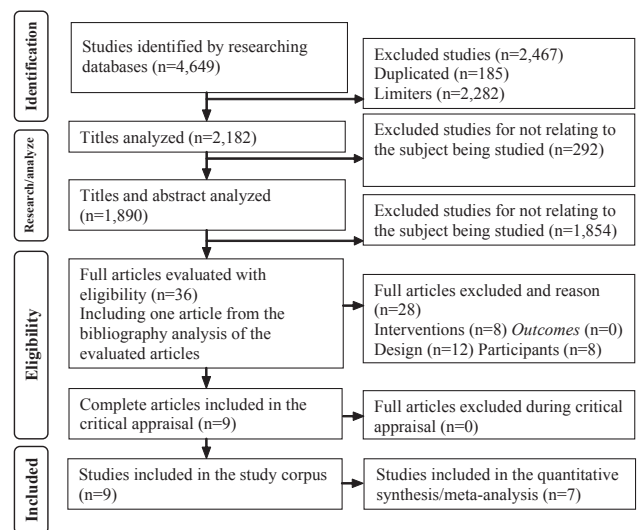 Identification
Studies identified by researching
databases (n=4,649)
Excluded studies (n=2,467)
Duplicated (n=185)
Limiters (n=2,282)
Research/analyze
Titles analyzed (n=2,182)
Excluded studies for not relating to
the subject being studied (n=292)
Titles and abstract analyzed
(n=1,890)
Excluded studies for not relating to
the subject being studied (n=1,854)
Eligibility
Full articles evaluated with
eligibility (n=36)
Including one article from the
bibliography analysis of the
evaluated articles
Full articles excluded and reason
(n=28)
Interventions (n=8) Outcomes (n=0)
Design (n=12) Participants (n=8)
Complete articles included in the
critical appraisal (n=9)
Full articles excluded during critical
appraisal (n=0)
Included
Studies included in the study corpus
(n=9)
Studies included in the quantitative
synthesis/meta-analysis (n=7)